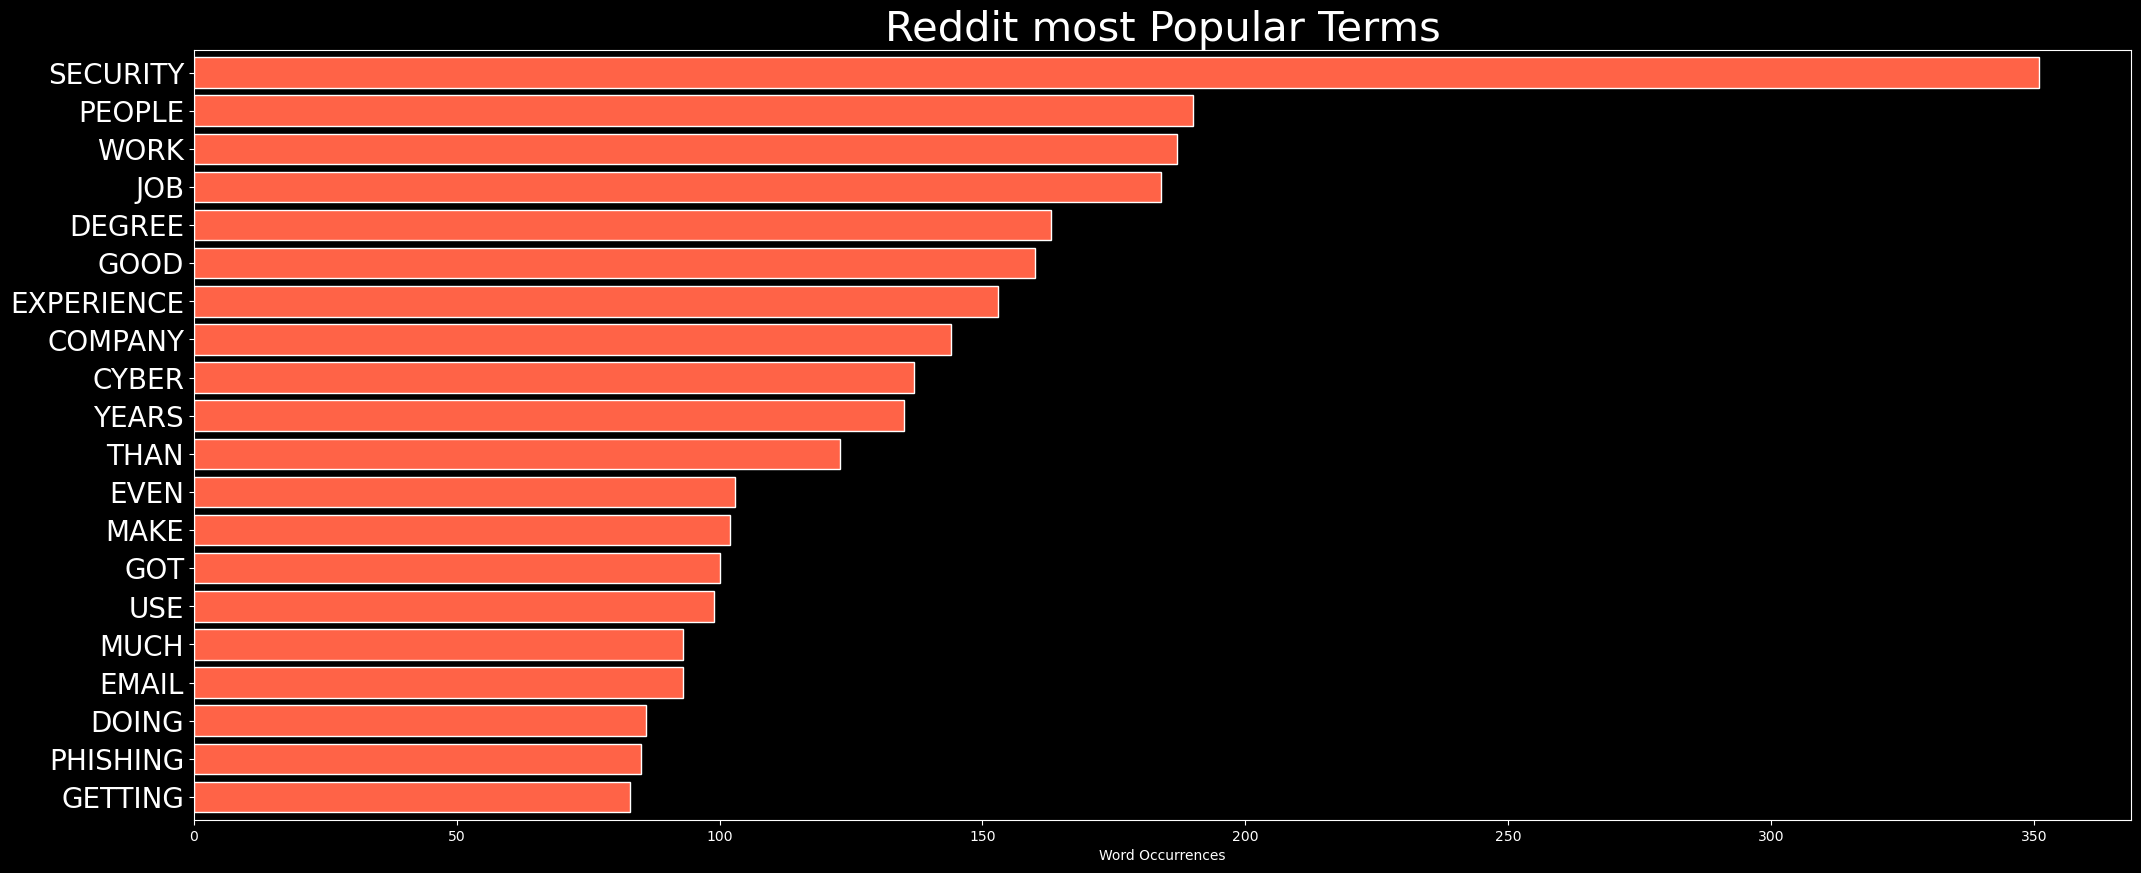 Reddit most Popular Terms
SECURITY
PEOPLE
WORK
JOB
DEGREE
GOOD
EXPERIENCE
COMPANY
CYBER
YEARS
THAN
EVEN
MAKE
GOT
USE
MUCH
EMAIL
DOING
PHISHING
GETTING
0 50 100 150 200 250 300 350
Word Occurrences